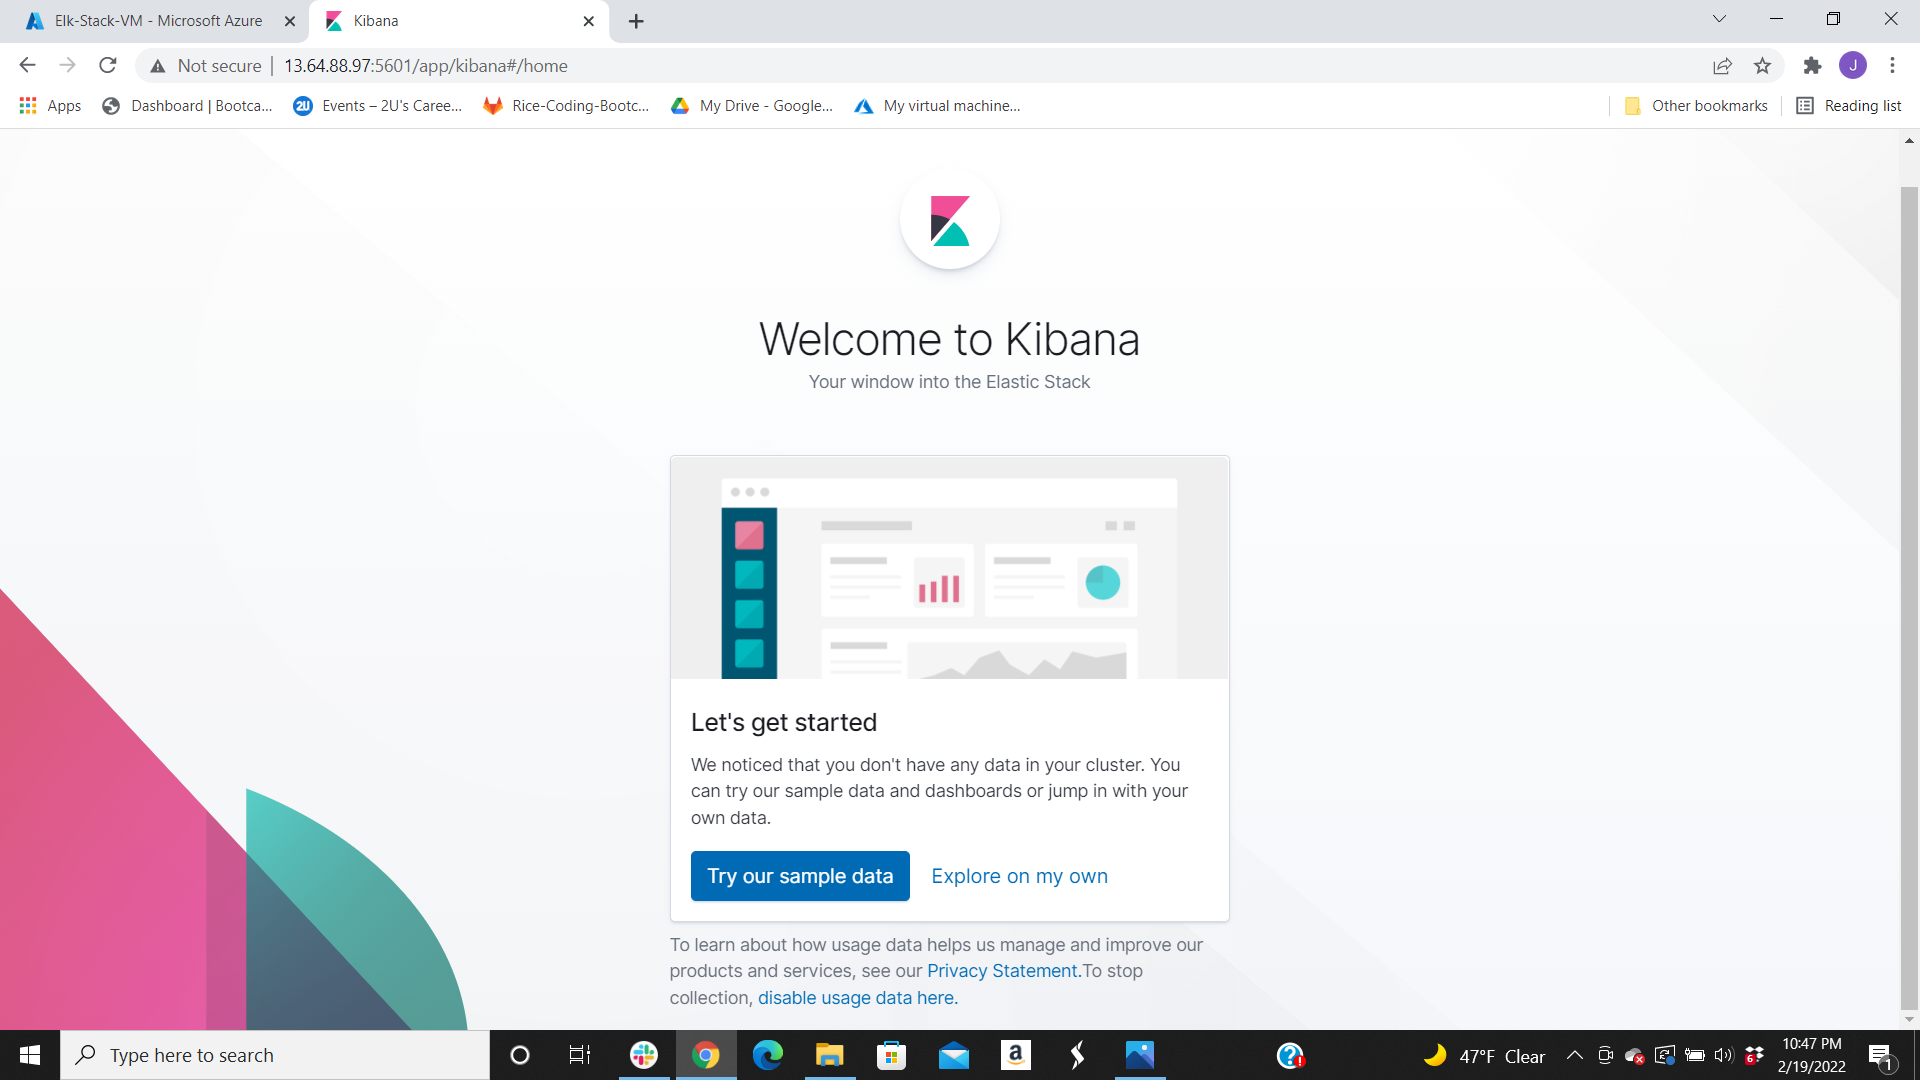 Elk-Stack-VM - Microsoft Azure
Kibana
Not secure
13.64.88.97:5601/app/kibana#/home
J
Apps
Dashboard | Bootca...
2U
Events – 2U's Caree...
Rice-Coding-Bootc...
My Drive - Google...
My virtual machine...
Other bookmarks
Reading list
Welcome to Kibana
Your window into the Elastic Stack
Let's get started
We noticed that you don't have any data in your cluster. You
can try our sample data and dashboards or jump in with your
own data.
Try our sample data
Explore on my own
To learn about how usage data helps us manage and improve our
products and services, see our Privacy Statement.To stop
collection, disable usage data here.
Type here to search
a
?
!
47°F Clear
6
10:47 PM
2/19/2022
1